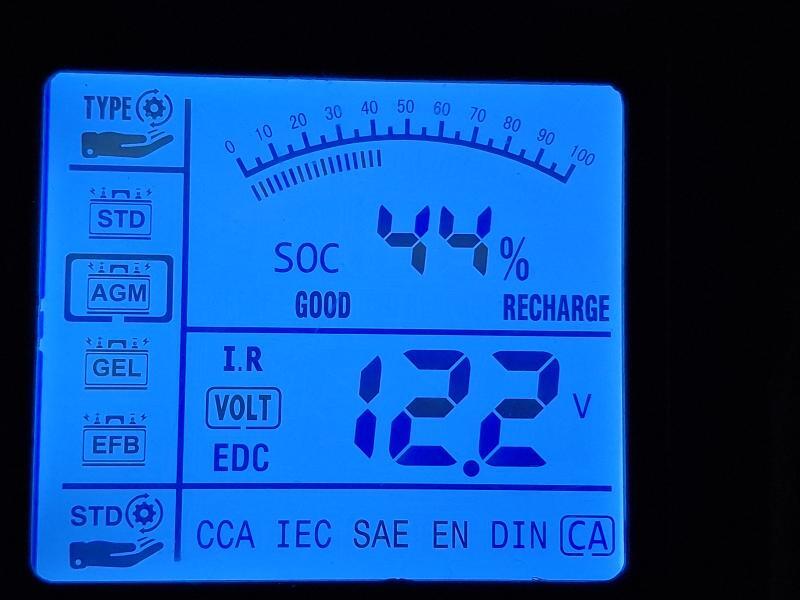 TYPE
0 10 20 30 40 50 60 70 80 90 100
STD
SOC 44%
AGM
GOOD RECHARGE
I.R
GEL
VOLT 12.2 V
EFB
EDC
STD
CCA IEC SAE EN DIN CA